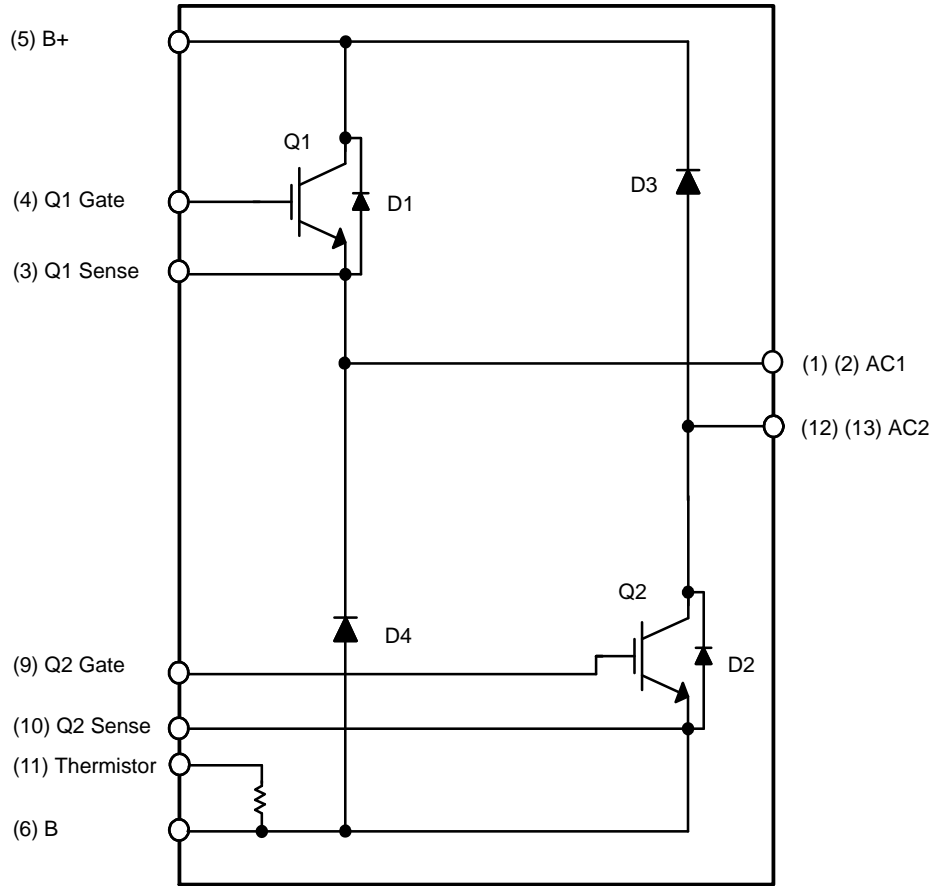 (5) B+
Q1
D3
(4) Q1 Gate
D1
(3) Q1 Sense
(1) (2) AC1
(12) (13) AC2
Q2
D4
(9) Q2 Gate
D2
(10) Q2 Sense
(11) Thermistor
(6) B